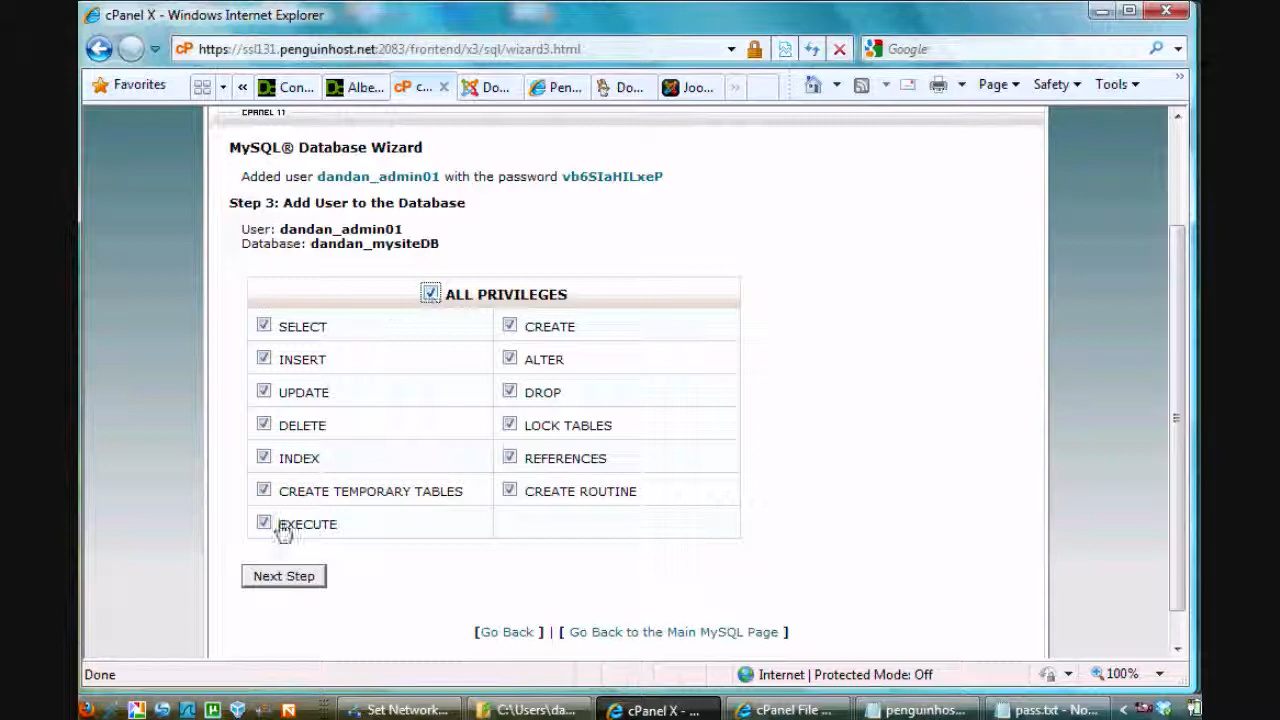 cPanel X - Windows Internet Explorer
https://ssl131.penguinhost.net:2083/frontend/x3/sql/wizard3.html
Google
Favorites
Con...
Albe...
c...
Do...
Pen...
Do...
Joo...
Page
Safety
Tools
CPANEL 11
MySQL® Database Wizard
Added user dandan_admin01 with the password vb6SIaHILxeP
Step 3: Add User to the Database
User: dandan_admin01
Database: dandan_mysiteDB
ALL PRIVILEGES
SELECT CREATE
INSERT ALTER
UPDATE DROP
DELETE LOCK TABLES
INDEX REFERENCES
CREATE TEMPORARY TABLES CREATE ROUTINE
EXECUTE
Next Step
[Go Back ] | [ Go Back to the Main MySQL Page ]
Done
Internet | Protected Mode: Off
100%
Set Network...
C:\Users\da...
cPanel X - ...
cPanel File ...
penguinhos...
pass.txt - No...